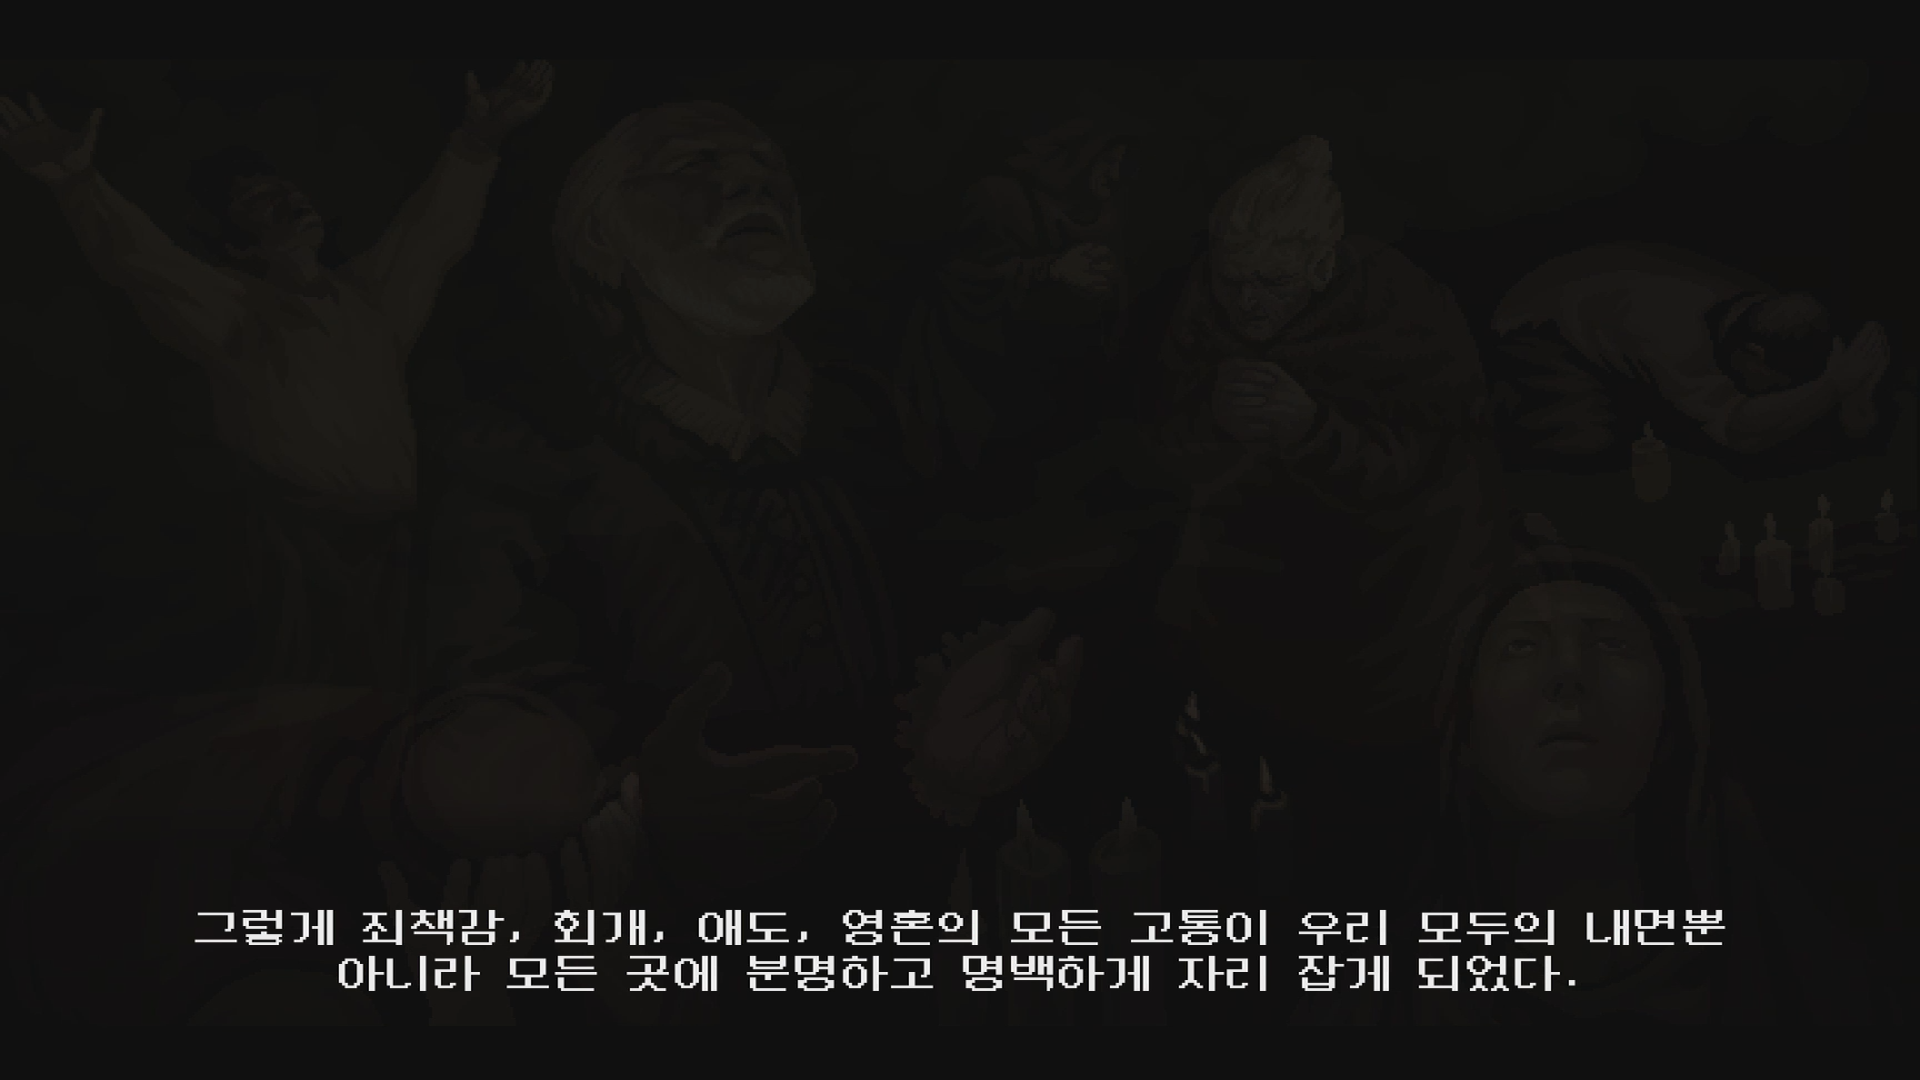 그렇게 죄책감, 회개, 애도, 영혼의 모든 고통이 우리 모두의 내면뿐
아니라 모든 곳에 분명하고 명백하게 자리 잡게 되었다.